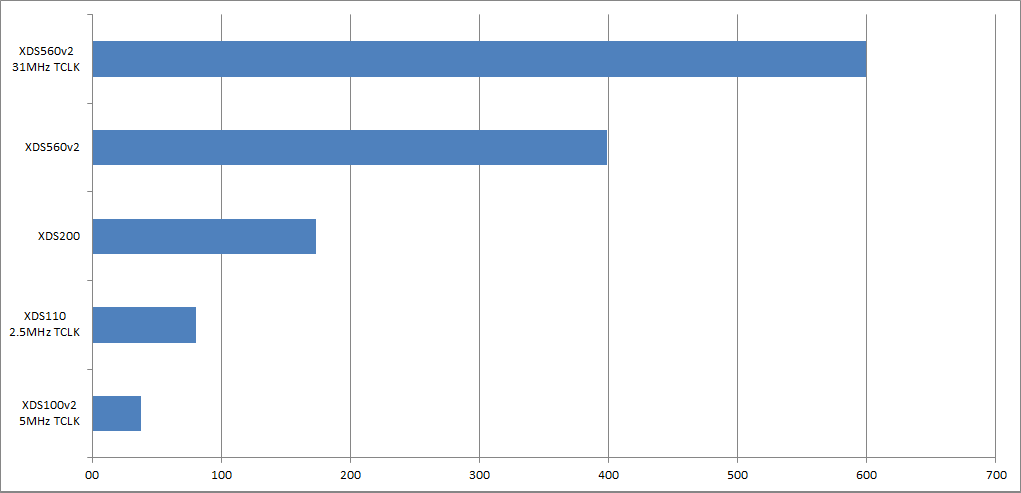 XDS560v2
31MHz TCLK
XDS560v2
XDS200
XDS110
2.5MHz TCLK
XDS100v2
5MHz TCLK
00 100 200 300 400 500 600 700